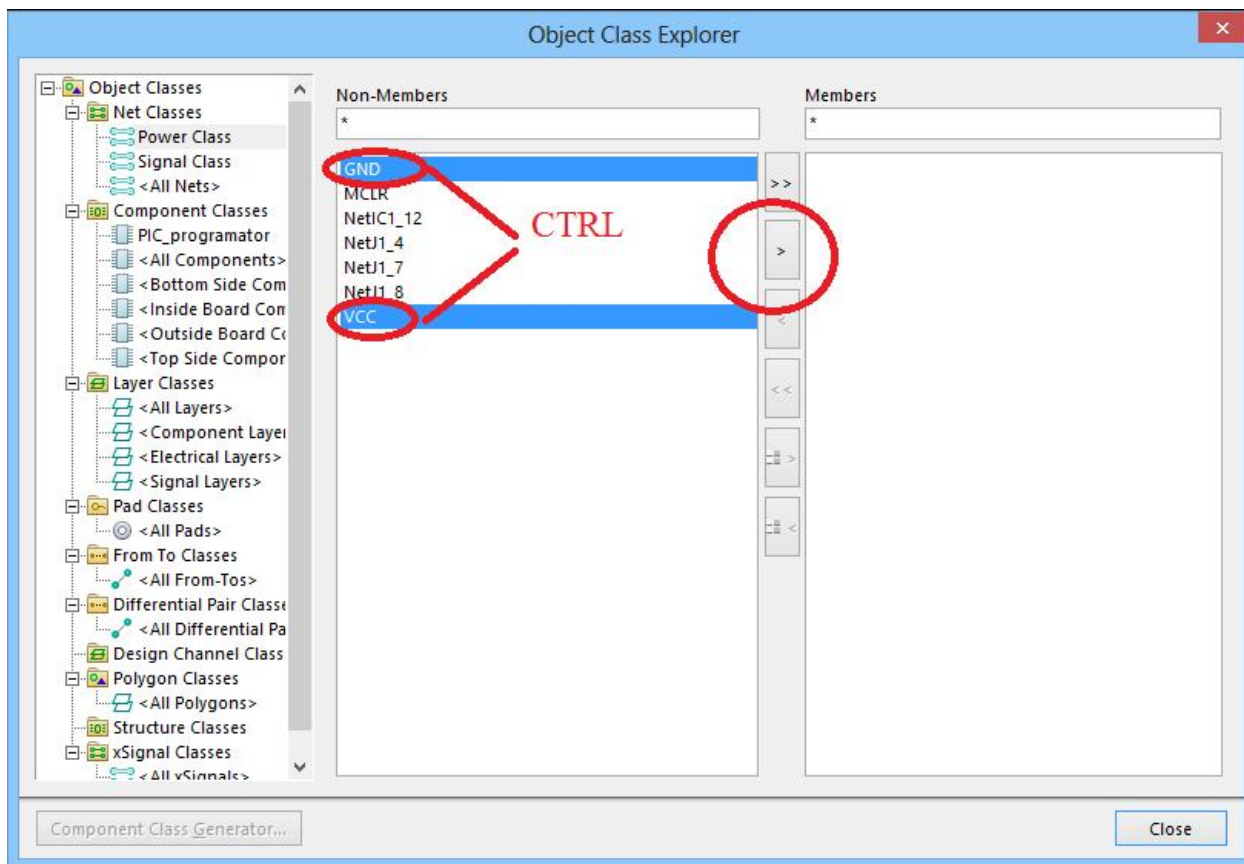 Object Class Explorer
Object Classes
Net Classes
Power Class
Signal Class
<All Nets>
Component Classes
PIC_programator
<All Components>
<Bottom Side Com
<Inside Board Com
<Outside Board Co
<Top Side Compor
Layer Classes
<All Layers>
<Component Layer
<Electrical Layers>
<Signal Layers>
Pad Classes
<All Pads>
From To Classes
<All From-Tos>
Differential Pair Classe
<All Differential Pa
Design Channel Class
Polygon Classes
<All Polygons>
Structure Classes
xSignal Classes
<All xSignals>
Non-Members
*
GND
MCLR
NetIC1_12
NetJ1_4
NetJ1_7
NetJ1_8
VCC
CTRL
>>
>
<
<<
>
<
Members
*
Component Class Generator...
Close